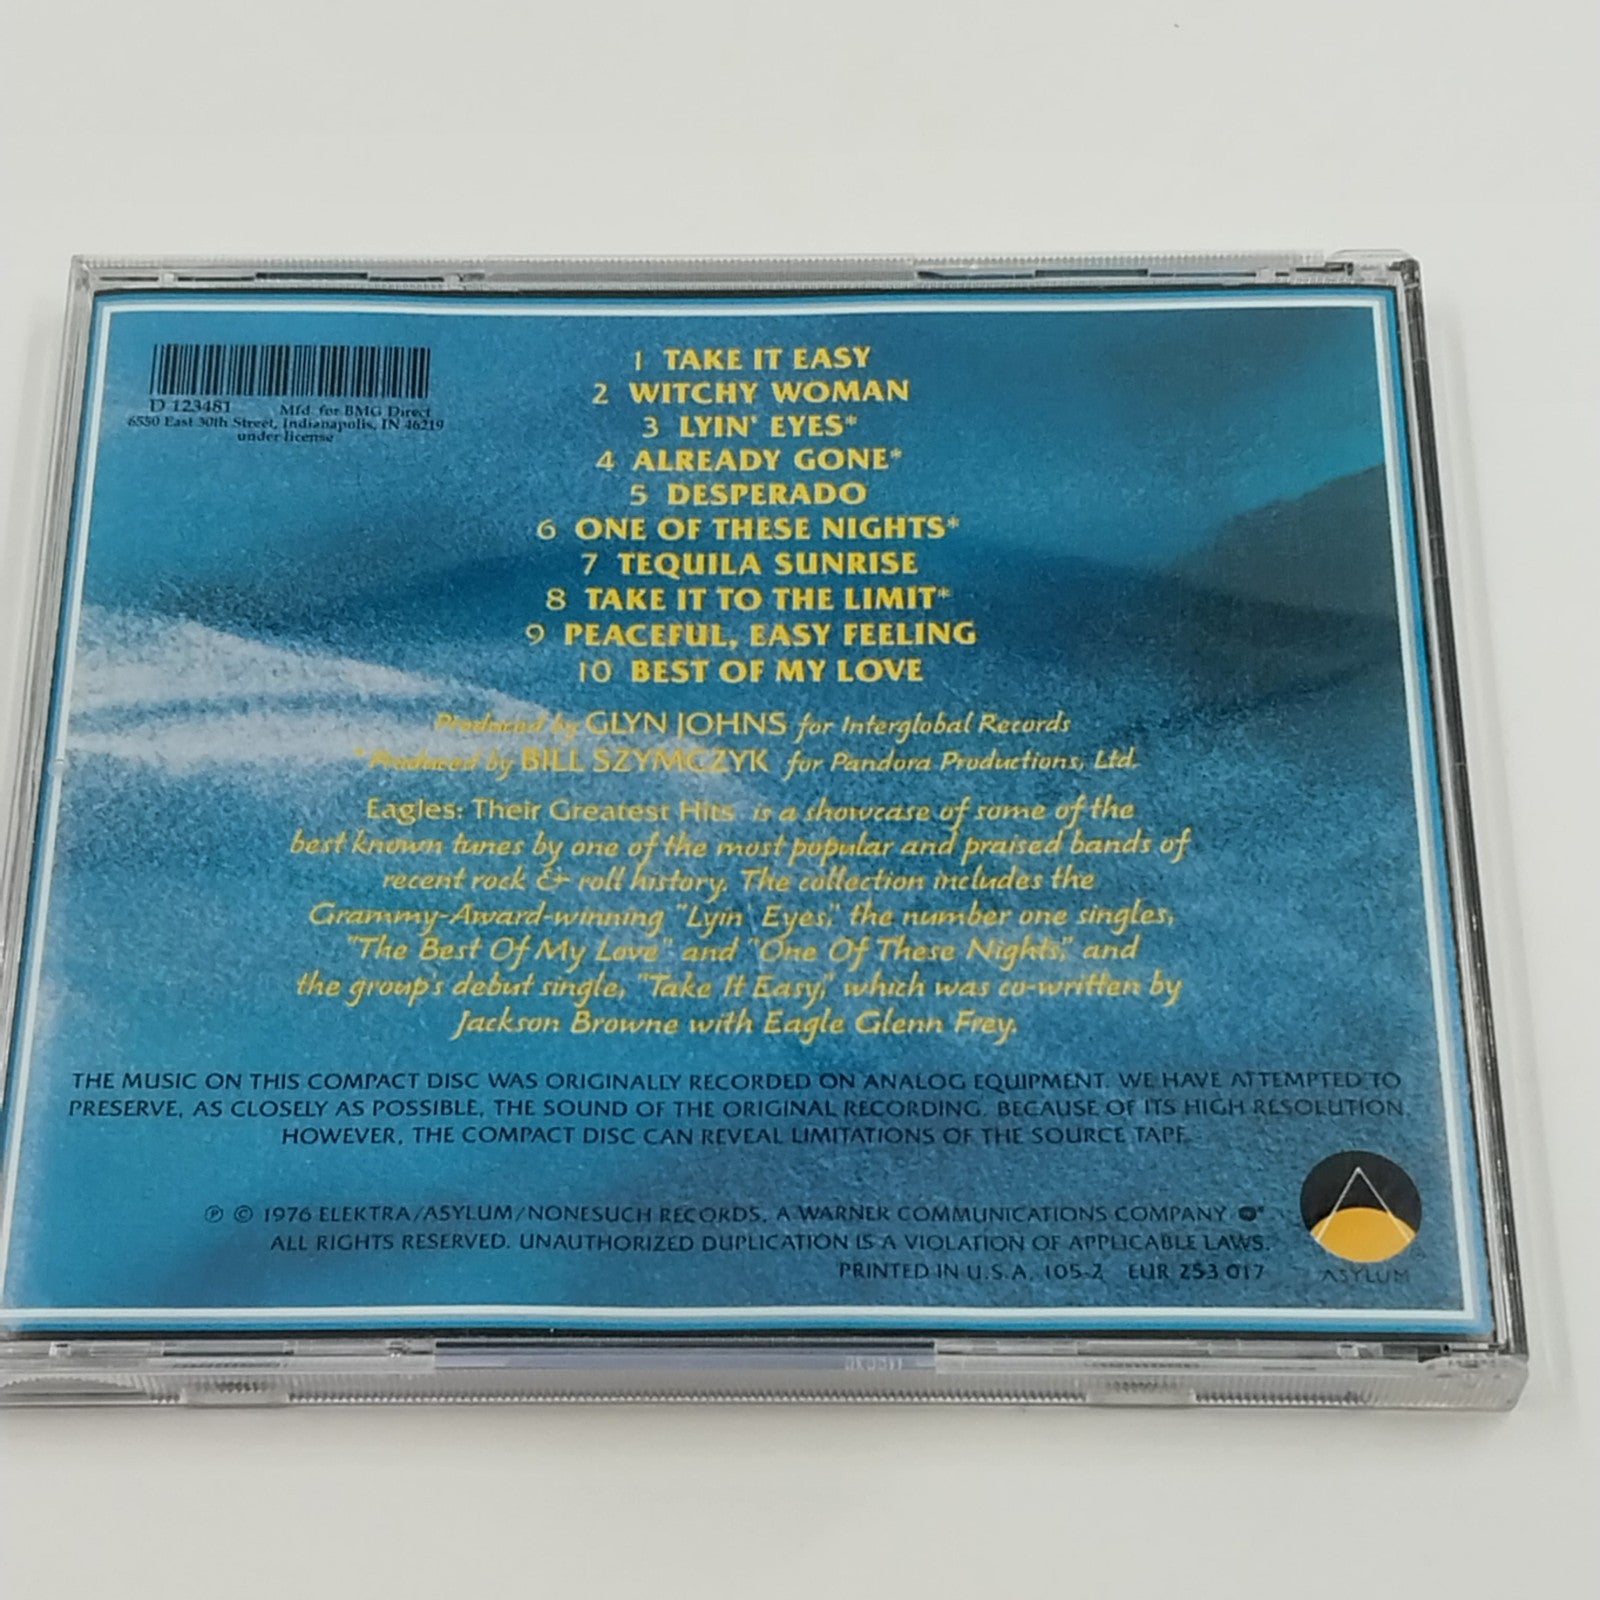 D 123481 Mfd. for BMG Direct
6550 East 30th Street, Indianapolis, IN 46219
under license
1 TAKE IT EASY
2 WITCHY WOMAN
3 LYIN' EYES*
4 ALREADY GONE*
5 DESPERADO
6 ONE OF THESE NIGHTS*
7 TEQUILA SUNRISE
8 TAKE IT TO THE LIMIT*
9 PEACEFUL, EASY FEELING
10 BEST OF MY LOVE
Produced by GLYN JOHNS for Interglobal Records
*Produced by BILL SZYMCZYK for Pandora Productions, Ltd.
Eagles: Their Greatest Hits is a showcase of some of the
best known tunes by one of the most popular and praised bands of
recent rock & roll history. The collection includes the
Grammy-Award-winning "Lyin' Eyes," the number one singles,
"The Best Of My Love" and "One Of These Nights," and
the group's debut single, "Take It Easy," which was co-written by
Jackson Browne with Eagle Glenn Frey.
THE MUSIC ON THIS COMPACT DISC WAS ORIGINALLY RECORDED ON ANALOG EQUIPMENT. WE HAVE ATTEMPTED TO
PRESERVE, AS CLOSELY AS POSSIBLE, THE SOUND OF THE ORIGINAL RECORDING. BECAUSE OF ITS HIGH RESOLUTION,
HOWEVER, THE COMPACT DISC CAN REVEAL LIMITATIONS OF THE SOURCE TAPE.
℗ © 1976 ELEKTRA/ASYLUM/NONESUCH RECORDS, A WARNER COMMUNICATIONS COMPANY
ALL RIGHTS RESERVED. UNAUTHORIZED DUPLICATION IS A VIOLATION OF APPLICABLE LAWS.
PRINTED IN U.S.A. 105-2 EUR 253 017
ASYLUM